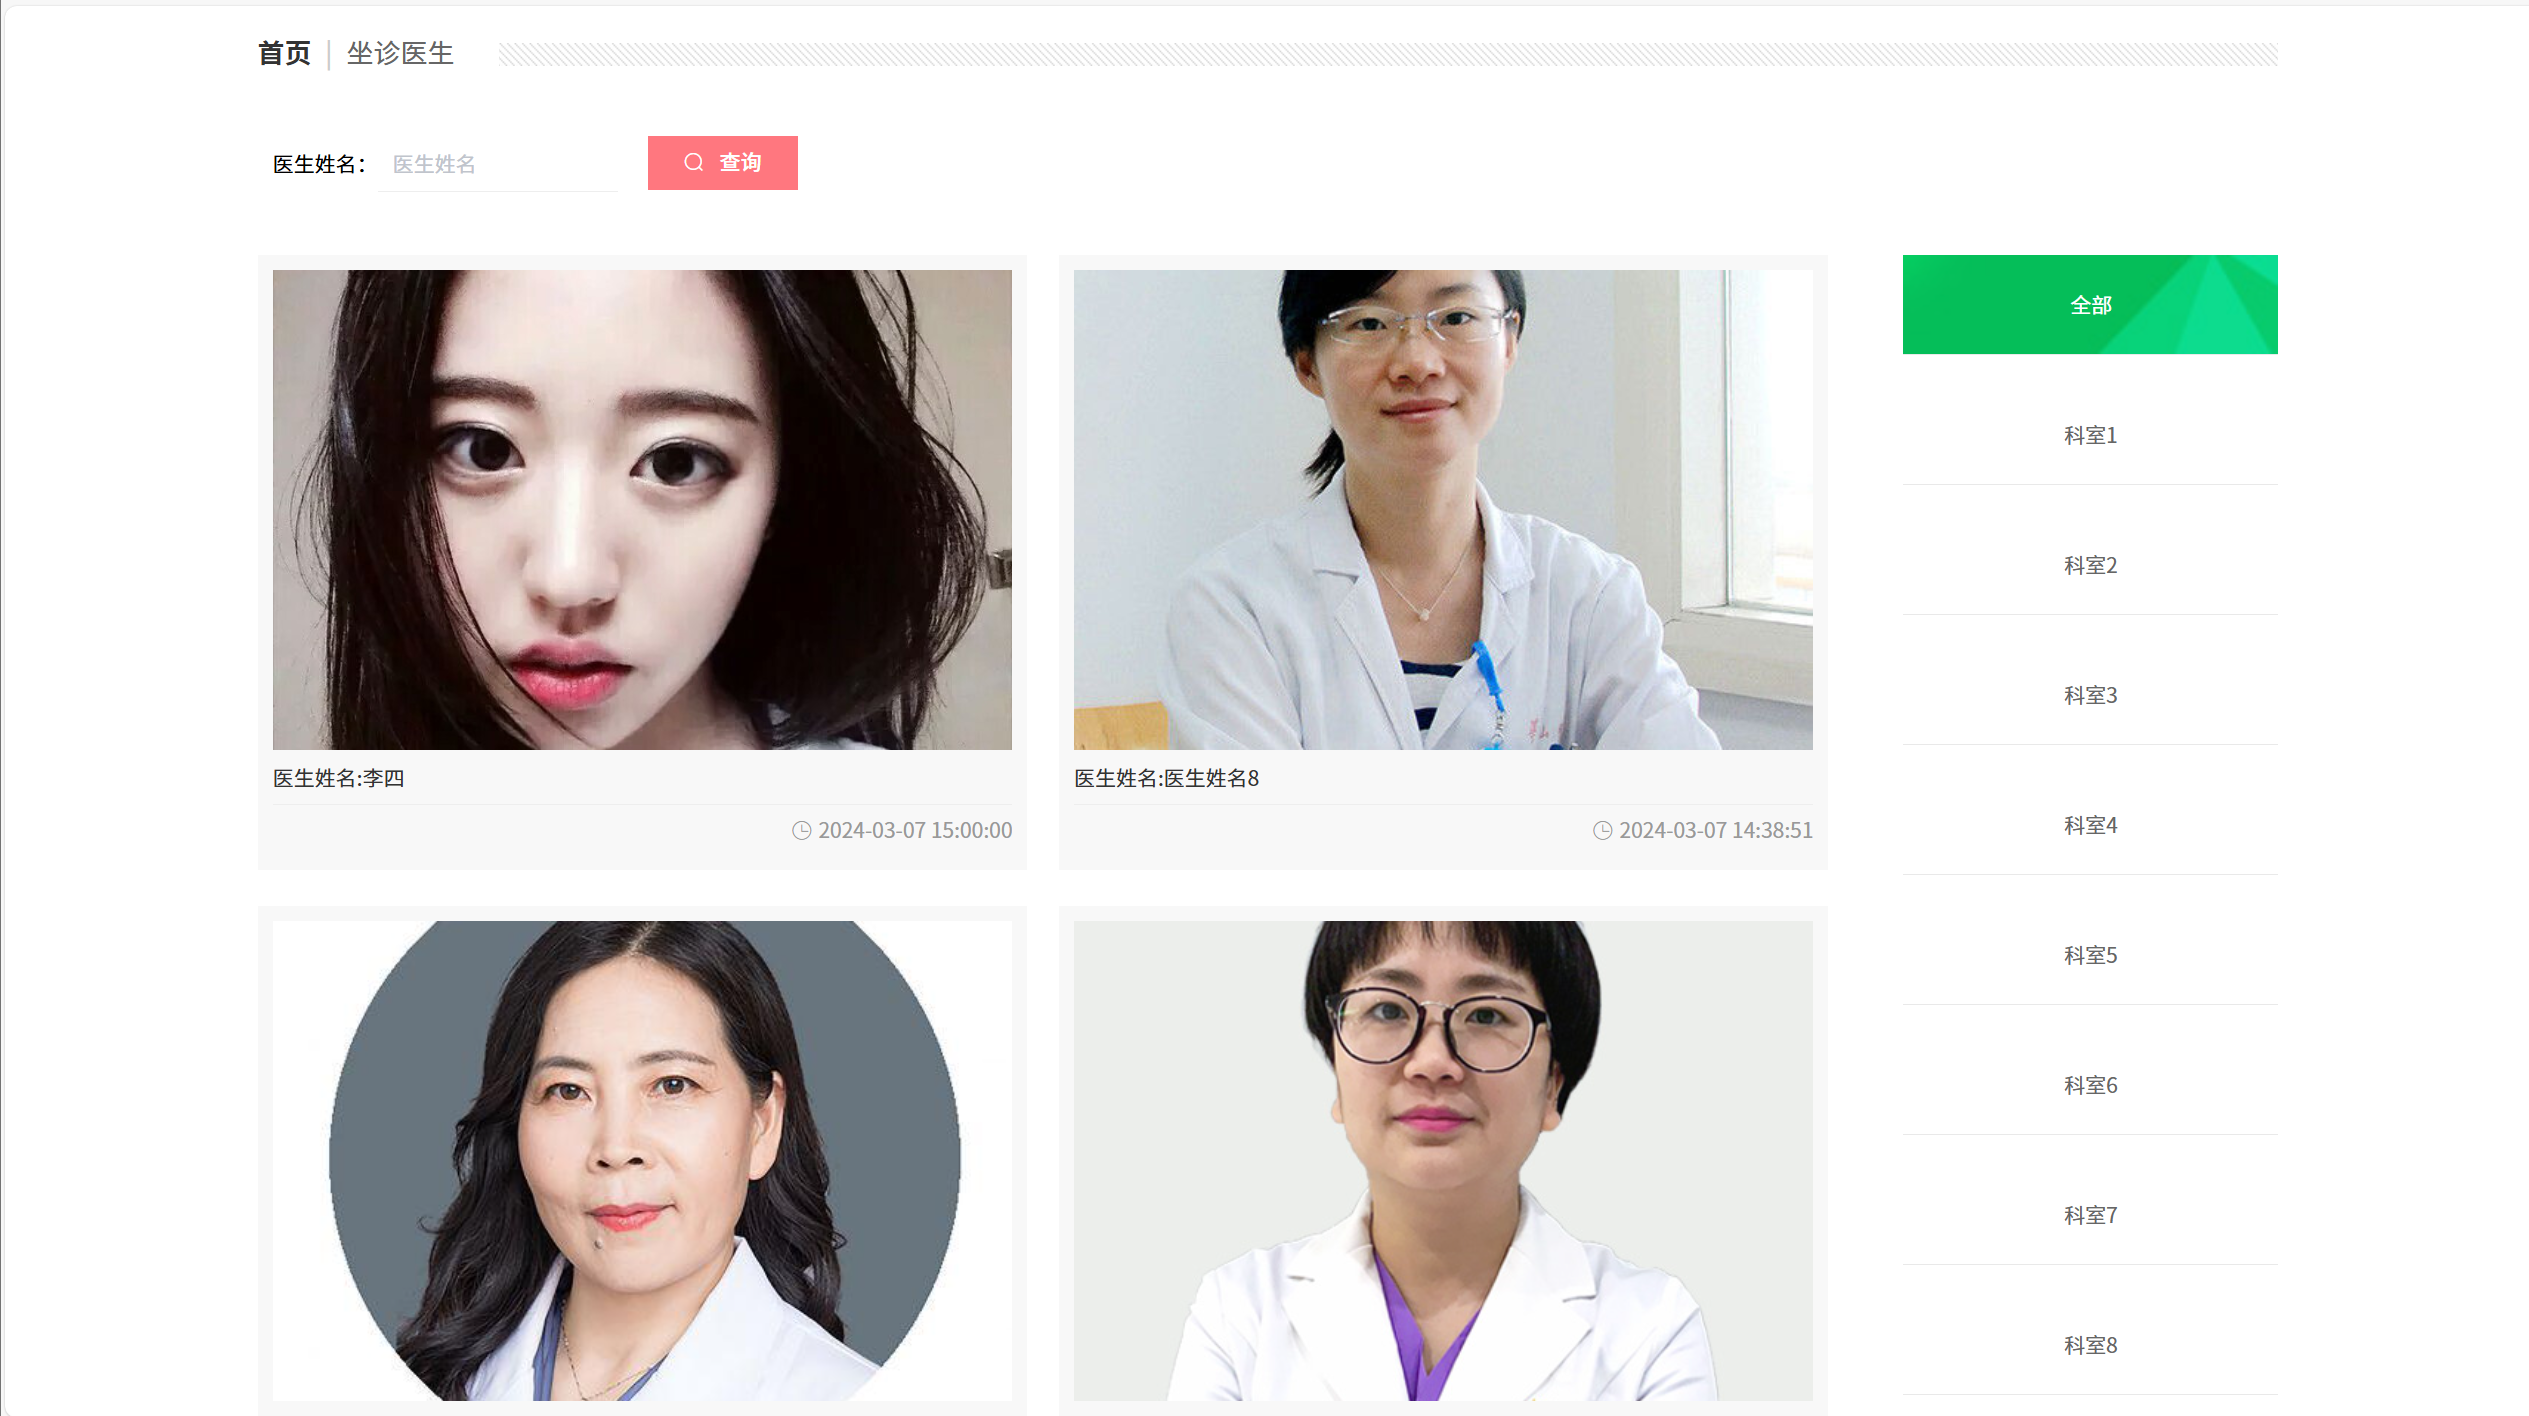 首页 | 坐诊医生
医生姓名： 医生姓名 查询
医生姓名:李四
2024-03-07 15:00:00
医生姓名:医生姓名8
2024-03-07 14:38:51
全部
科室1
科室2
科室3
科室4
科室5
科室6
科室7
科室8